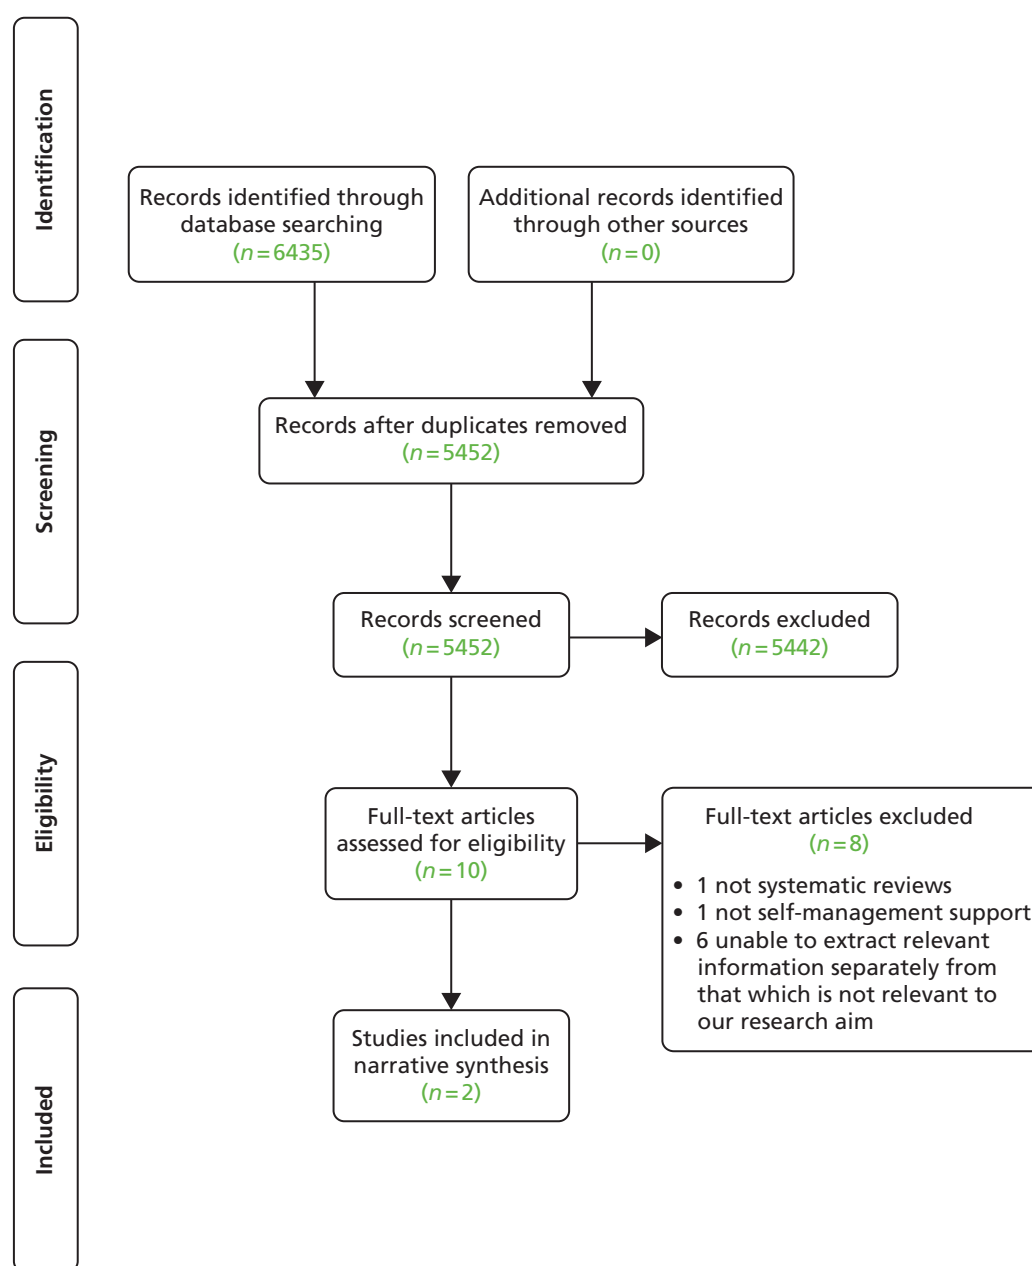 Identification
Records identified through
database searching
(n=6435)
Additional records identified
through other sources
(n=0)
Screening
Records after duplicates removed
(n=5452)
Records screened
(n=5452)
Records excluded
(n=5442)
Eligibility
Full-text articles
assessed for eligibility
(n=10)
Full-text articles excluded
(n=8)
• 1 not systematic reviews
• 1 not self-management support
• 6 unable to extract relevant
information separately from
that which is not relevant to
our research aim
Included
Studies included in
narrative synthesis
(n=2)